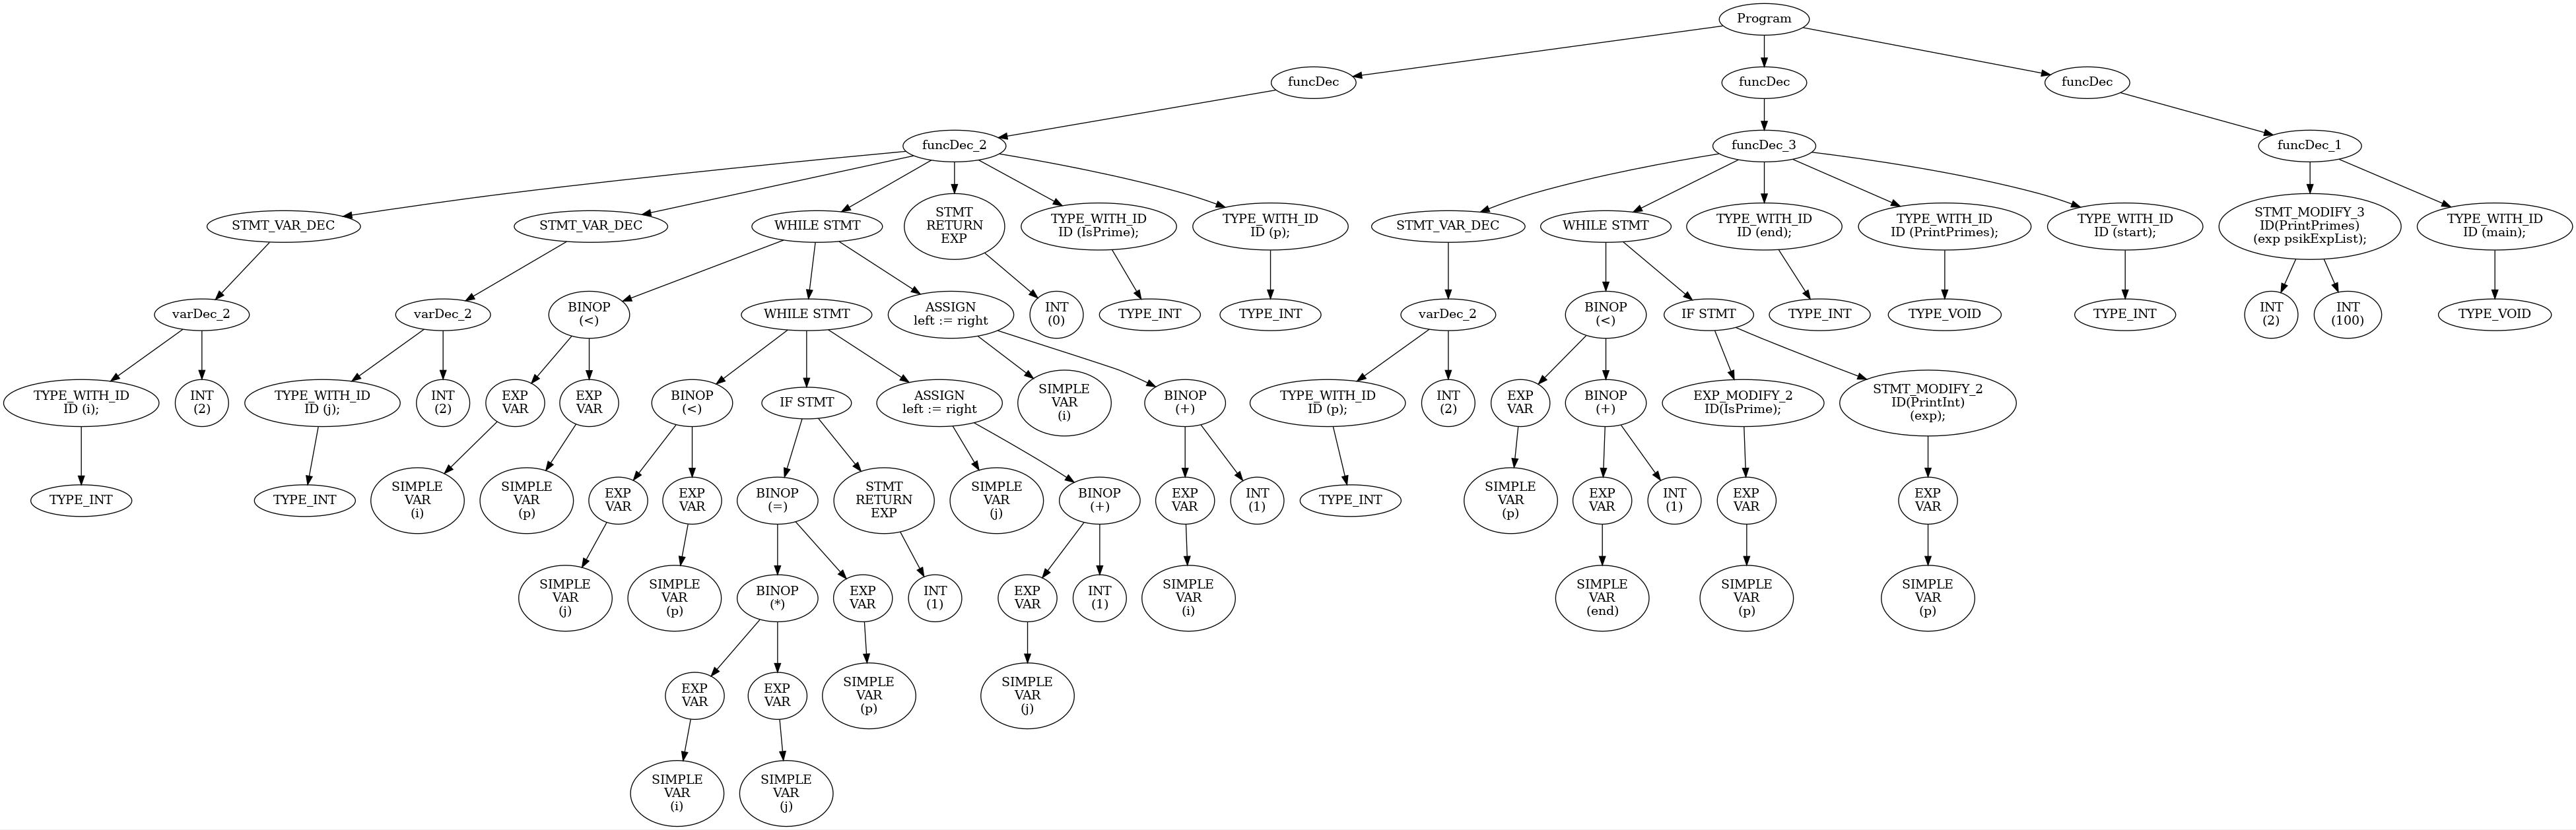 Program
funcDec
funcDec
funcDec
funcDec_2
funcDec_3
funcDec_1
STMT_VAR_DEC
STMT_VAR_DEC
WHILE STMT
STMT
RETURN
EXP
TYPE_WITH_ID
ID (IsPrime);
TYPE_WITH_ID
ID (p);
STMT_VAR_DEC
WHILE STMT
TYPE_WITH_ID
ID (end);
TYPE_WITH_ID
ID (PrintPrimes);
TYPE_WITH_ID
ID (start);
STMT_MODIFY_3
ID(PrintPrimes)
(exp psikExpList);
TYPE_WITH_ID
ID (main);
varDec_2
varDec_2
BINOP
(<)
WHILE STMT
ASSIGN
left := right
INT
(0)
TYPE_INT
TYPE_INT
varDec_2
BINOP
(<)
IF STMT
TYPE_INT
TYPE_VOID
TYPE_INT
INT
(2)
INT
(100)
TYPE_VOID
TYPE_WITH_ID
ID (i);
INT
(2)
TYPE_WITH_ID
ID (j);
INT
(2)
EXP
VAR
EXP
VAR
BINOP
(<)
IF STMT
ASSIGN
left := right
SIMPLE
VAR
(i)
BINOP
(+)
TYPE_WITH_ID
ID (p);
INT
(2)
EXP
VAR
BINOP
(+)
EXP_MODIFY_2
ID(IsPrime);
STMT_MODIFY_2
ID(PrintInt)
(exp);
TYPE_INT
TYPE_INT
SIMPLE
VAR
(i)
SIMPLE
VAR
(p)
EXP
VAR
EXP
VAR
BINOP
(=)
STMT
RETURN
EXP
SIMPLE
VAR
(j)
BINOP
(+)
EXP
VAR
INT
(1)
TYPE_INT
SIMPLE
VAR
(p)
EXP
VAR
INT
(1)
EXP
VAR
EXP
VAR
SIMPLE
VAR
(j)
SIMPLE
VAR
(p)
BINOP
(*)
EXP
VAR
INT
(1)
EXP
VAR
INT
(1)
SIMPLE
VAR
(i)
SIMPLE
VAR
(end)
SIMPLE
VAR
(p)
SIMPLE
VAR
(p)
EXP
VAR
EXP
VAR
SIMPLE
VAR
(p)
SIMPLE
VAR
(j)
SIMPLE
VAR
(i)
SIMPLE
VAR
(j)